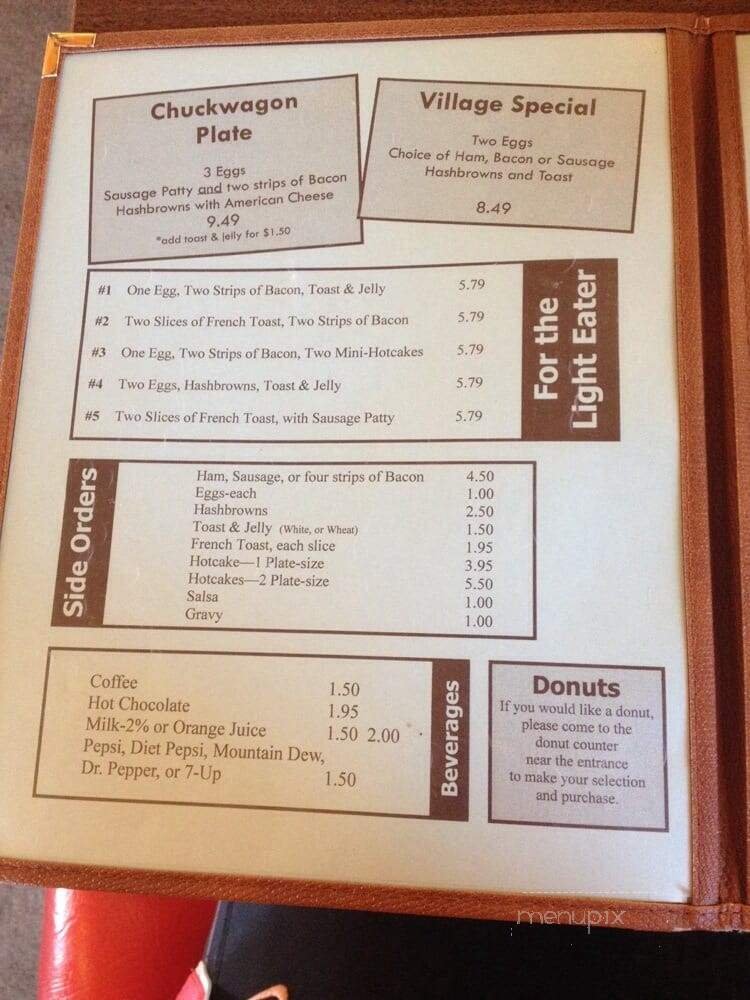 Chuckwagon
Plate
3 Eggs
Sausage Patty and two strips of Bacon
Hashbrowns with American Cheese
9.49
*add toast & jelly for $1.50
Village Special
Two Eggs
Choice of Ham, Bacon or Sausage
Hashbrowns and Toast
8.49
#1 One Egg, Two Strips of Bacon, Toast & Jelly 5.79
#2 Two Slices of French Toast, Two Strips of Bacon 5.79
#3 One Egg, Two Strips of Bacon, Two Mini-Hotcakes 5.79
#4 Two Eggs, Hashbrowns, Toast & Jelly 5.79
#5 Two Slices of French Toast, with Sausage Patty 5.79
For the
Light Eater
Side Orders
Ham, Sausage, or four strips of Bacon 4.50
Eggs-each 1.00
Hashbrowns 2.50
Toast & Jelly (White, or Wheat) 1.50
French Toast, each slice 1.95
Hotcake—1 Plate-size 3.95
Hotcakes—2 Plate-size 5.50
Salsa 1.00
Gravy 1.00
Coffee 1.50
Hot Chocolate 1.95
Milk-2% or Orange Juice 1.50 2.00
Pepsi, Diet Pepsi, Mountain Dew,
Dr. Pepper, or 7-Up 1.50
Beverages
Donuts
If you would like a donut,
please come to the
donut counter
near the entrance
to make your selection
and purchase.
menupix